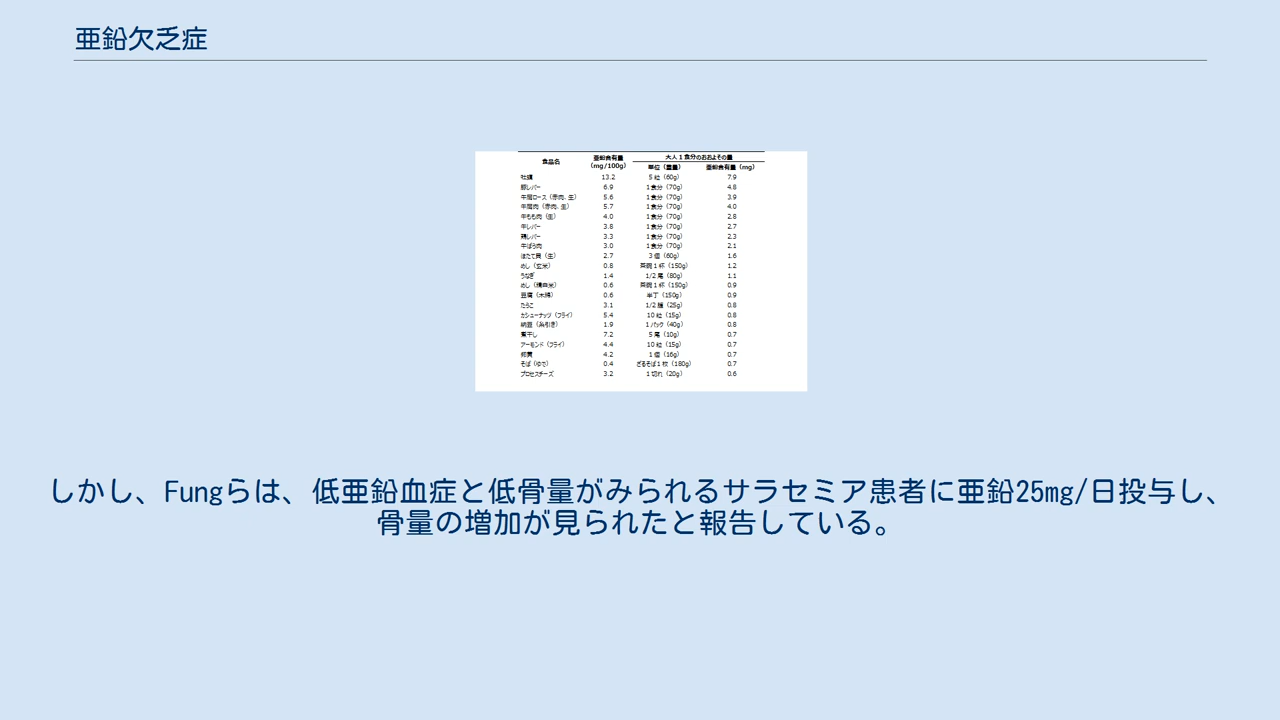 亜鉛欠乏症
食品名 亜鉛含有量 (mg/100g) 大人1食分のおおよその量
単位（重量） 亜鉛含有量（mg）
牡蠣 13.2 5粒（60g） 7.9
豚レバー 6.9 1食分（70g） 4.8
牛肩ロース（赤肉、生） 5.6 1食分（70g） 3.9
牛肩肉（赤肉、生） 5.7 1食分（70g） 4.0
牛もも肉（生） 4.0 1食分（70g） 2.8
牛レバー 3.8 1食分（70g） 2.7
鶏レバー 3.3 1食分（70g） 2.3
牛ばら肉 3.0 1食分（70g） 2.1
ほたて貝（生） 2.7 3個（60g） 1.6
めし（玄米） 0.8 茶碗1杯（150g） 1.2
うなぎ 1.4 1/2尾（80g） 1.1
めし（精白米） 0.6 茶碗1杯（150g） 0.9
豆腐（木綿） 0.6 半丁（150g） 0.9
たらこ 3.1 1/2腹（25g） 0.8
カシューナッツ（フライ） 5.4 10粒（15g） 0.8
納豆（糸引き） 1.9 1パック（40g） 0.8
煮干し 7.2 5尾（10g） 0.7
アーモンド（フライ） 4.4 10粒（15g） 0.7
卵黄 4.2 1個（16g） 0.7
そば（ゆで） 0.4 ざるそば1枚（180g） 0.7
プロセスチーズ 3.2 1切れ（20g） 0.6
しかし、Fungらは、低亜鉛血症と低骨量がみられるサラセミア患者に亜鉛25mg/日投与し、
骨量の増加が見られたと報告している。